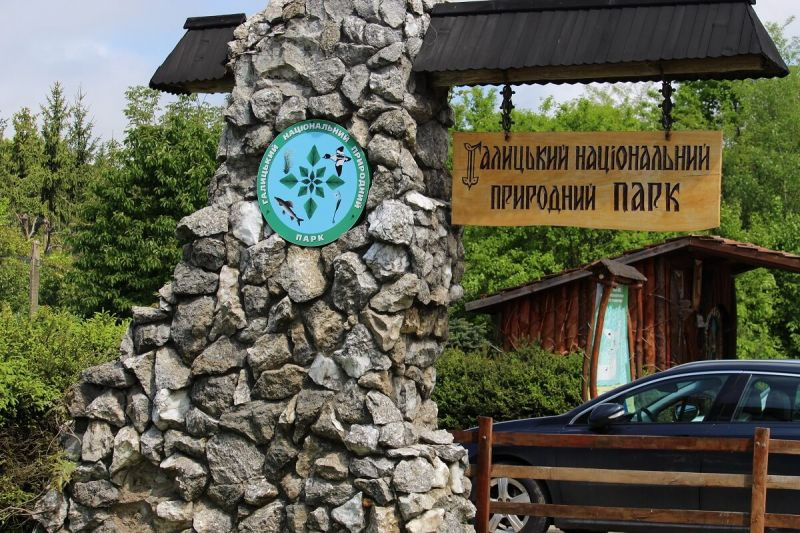 ГАЛИЦЬКИЙ НАЦІОНАЛЬНИЙ ПРИРОДНИЙ
ПАРК
ГАЛИЦЬКИЙ НАЦІОНАЛЬНИЙ
ПРИРОДНИЙ ПАРК